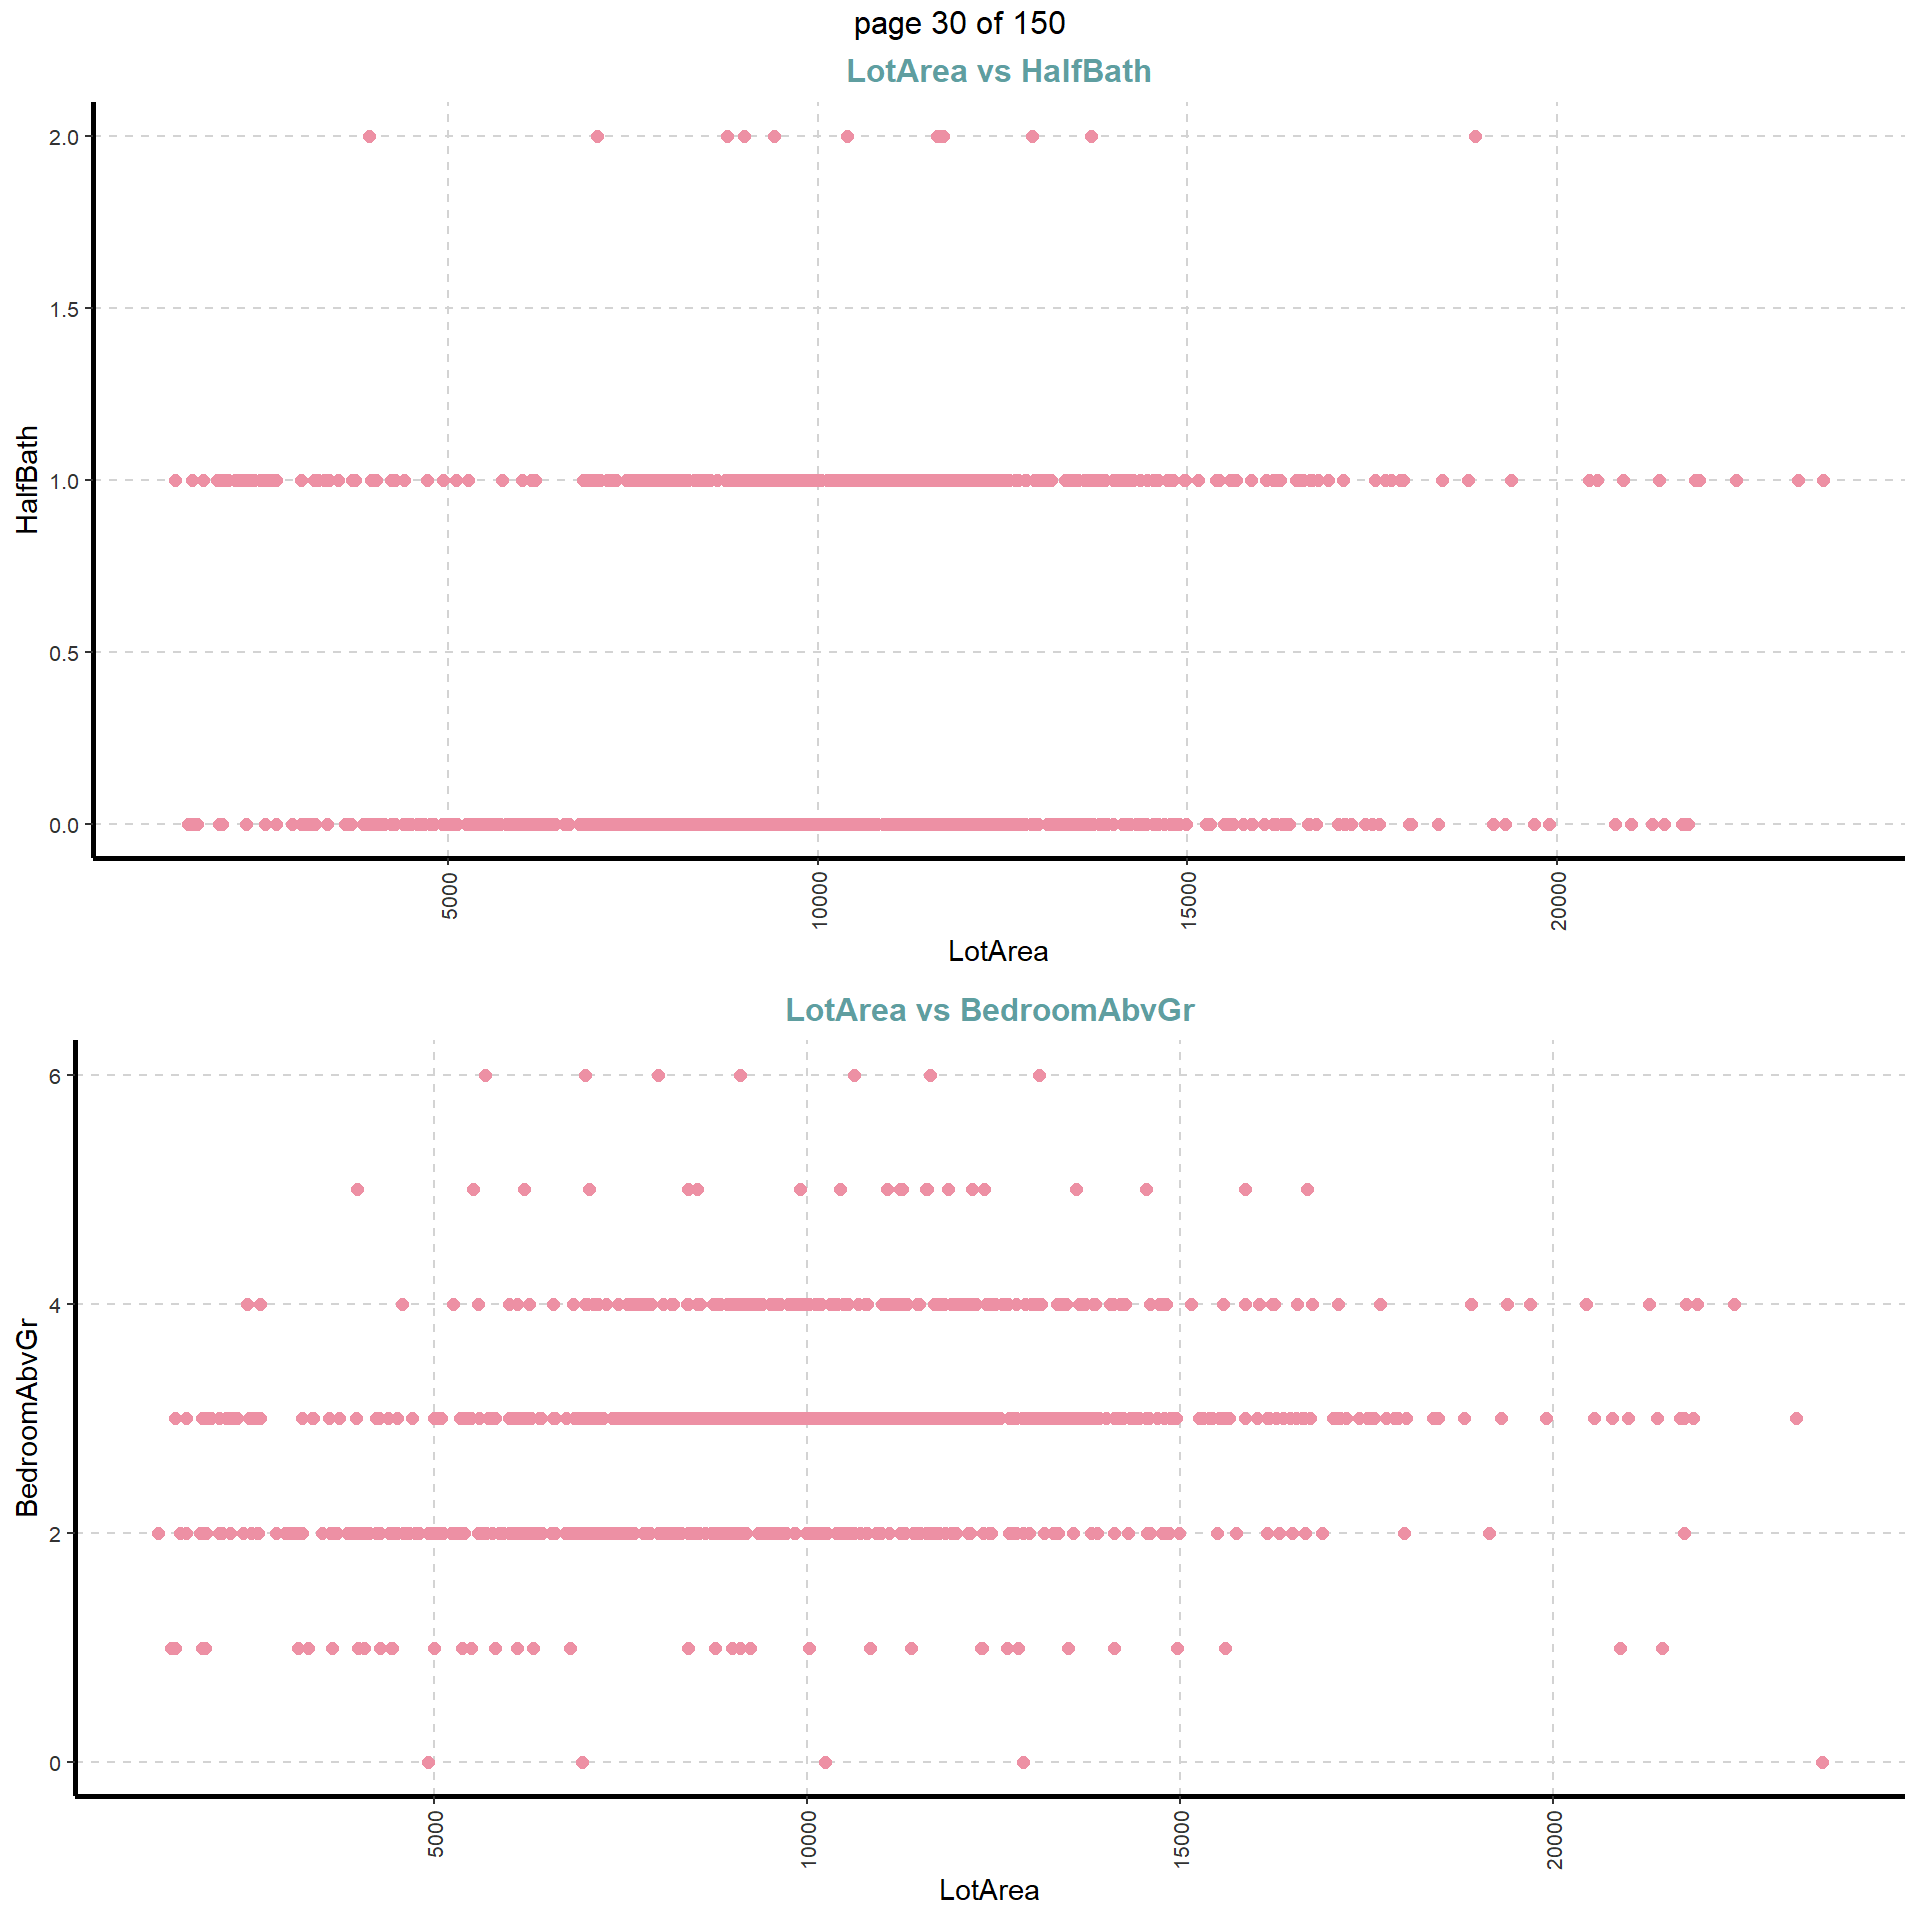 page 30 of 150
LotArea vs HalfBath
HalfBath
2.0
1.5
1.0
0.5
0.0
5000 10000 15000 20000
LotArea
LotArea vs BedroomAbvGr
BedroomAbvGr
6
4
2
0
5000 10000 15000 20000
LotArea